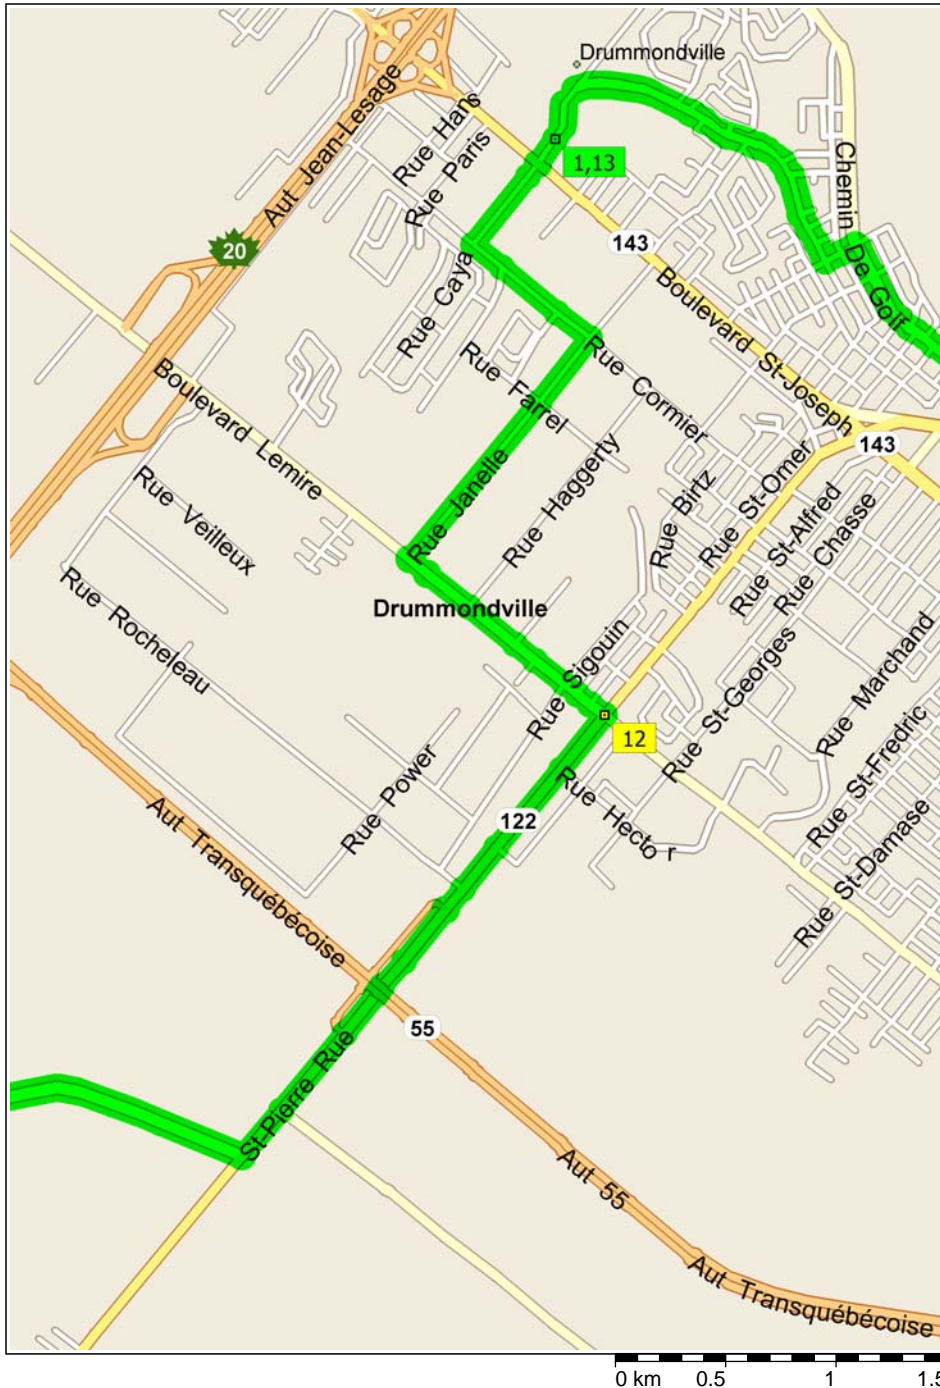 Drummondville
Rue Hans
Aut Jean-Lesage
Rue Paris
1,13
Chemin De Golf
143
20
Rue Caya
Boulevard St-Joseph
Rue Farrel
Rue Cormier
Boulevard Lemire
143
Rue Janelle
Rue Haggerty
Rue Birtz
Rue St-Omer
Rue Veilleux
Rue St-Alfred
Rue Chasse
Rue Rocheleau
Drummondville
Rue Sigouin
Rue St-Georges
Rue Marchand
12
Rue St-Fredric
Rue Power
122
Rue Hecto r
Rue St-Damase
Aut Transquébécoise
55
St-Pierre Rue
Aut 55
Aut Transquébécoise
0 km 0.5 1 1.5